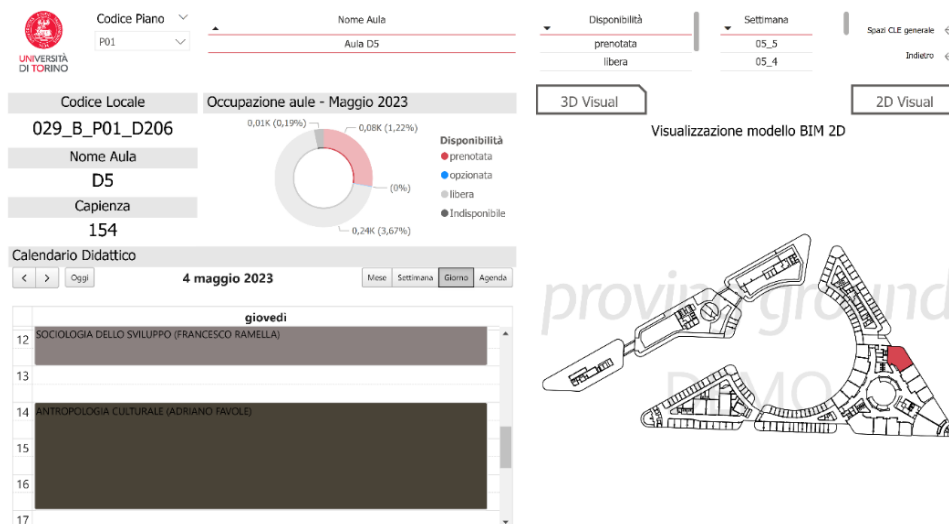 UNIVERSITÀ
DI TORINO
Codice Piano
P01
Nome Aula
Aula D5
Disponibilità
prenotata
libera
Settimana
05_5
05_4
Spazi CLE generale
Indietro
Codice Locale
029_B_P01_D206
Nome Aula
D5
Capienza
154
Occupazione aule - Maggio 2023
0,01K (0,19%)
0,08K (1,22%)
(0%)
0,24K (3,67%)
Disponibilità
prenotata
opzionata
libera
Indisponibile
3D Visual
2D Visual
Visualizzazione modello BIM 2D
Calendario Didattico
Oggi
4 maggio 2023
Mese
Settimana
Giorno
Agenda
giovedì
12
SOCIOLOGIA DELLO SVILUPPO (FRANCESCO RAMELLA)
13
14
ANTROPOLOGIA CULTURALE (ADRIANO FAVOLE)
15
16
17
proving ground
DEMO